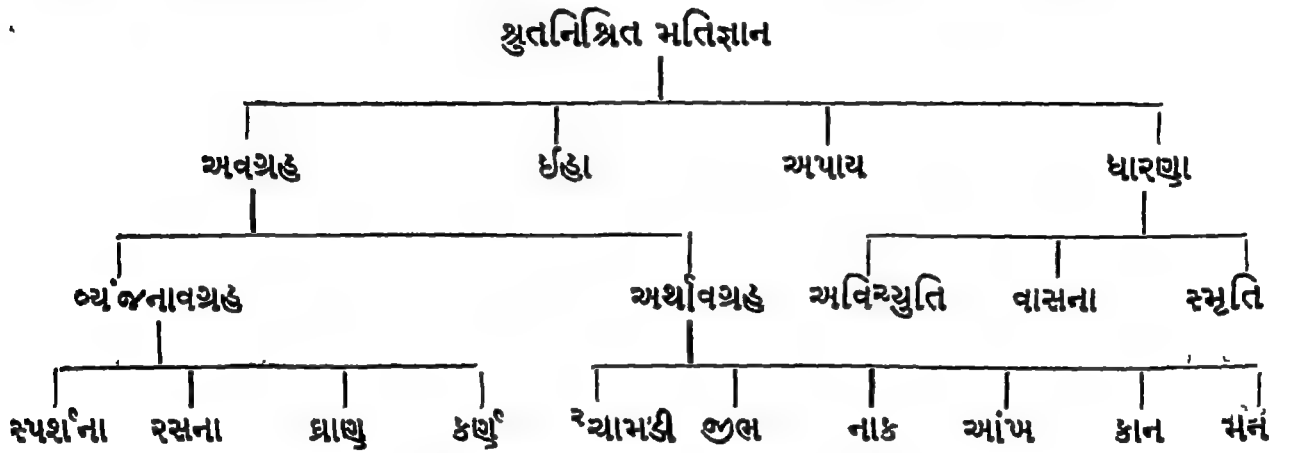 શ્રુતનિશ્રિત મતિજ્ઞાન
અવગ્રહ ઈહા અપાય ધારણા
વ્યંજનાવગ્રહ અર્થાવગ્રહ અવિચ્યુતિ વાસના સ્મૃતિ
સ્પર્શના રસના ઘ્રાણ કર્ણ ચામડી જીભ નાક આંખ કાન મન